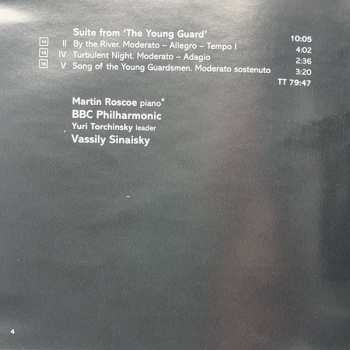 Suite from 'The Young Guard' 10:05
II By the River. Moderato – Allegro – Tempo I 4:02
IV Turbulent Night. Moderato – Adagio 2:36
V Song of the Young Guardsmen. Moderato sostenuto 3:20
TT 79:47
Martin Roscoe piano*
BBC Philharmonic
Yuri Torchinsky leader
Vassily Sinaisky
4